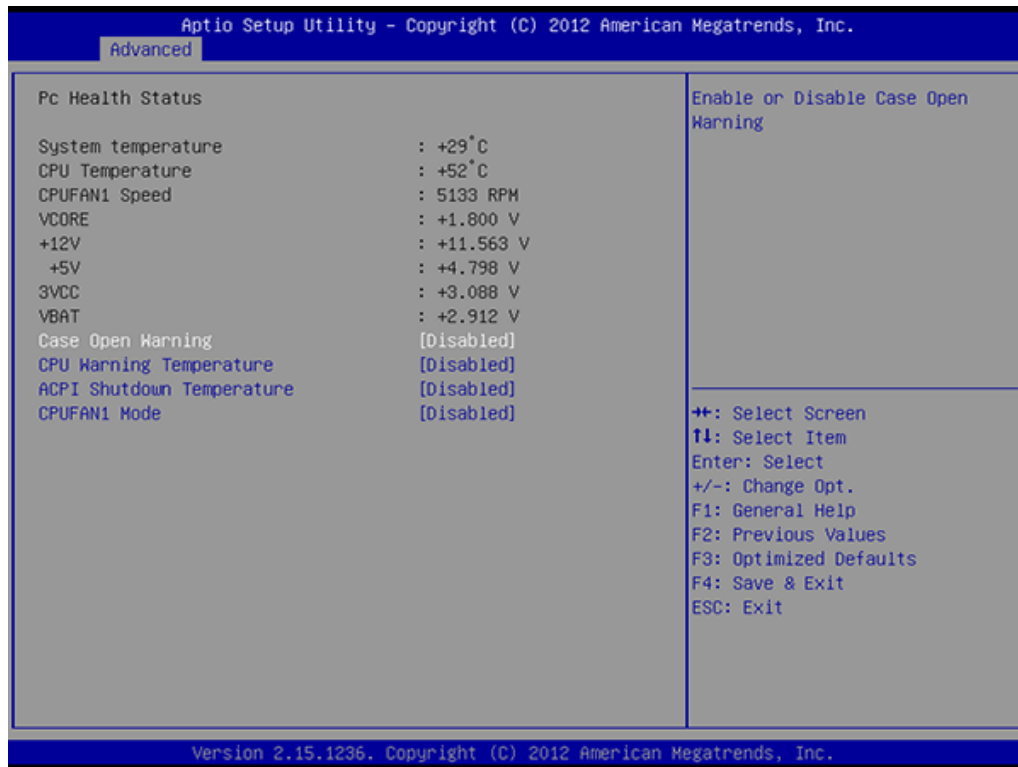 Aptio Setup Utility – Copyright (C) 2012 American Megatrends, Inc.
Advanced
Pc Health Status
System temperature : +29°C
CPU Temperature : +52°C
CPUFAN1 Speed : 5133 RPM
VCORE : +1.800 V
+12V : +11.563 V
+5V : +4.798 V
3VCC : +3.088 V
VBAT : +2.912 V
Case Open Warning [Disabled]
CPU Warning Temperature [Disabled]
ACPI Shutdown Temperature [Disabled]
CPUFAN1 Mode [Disabled]
Enable or Disable Case Open
Warning
→←: Select Screen
↑↓: Select Item
Enter: Select
+/-: Change Opt.
F1: General Help
F2: Previous Values
F3: Optimized Defaults
F4: Save & Exit
ESC: Exit
Version 2.15.1236. Copyright (C) 2012 American Megatrends, Inc.